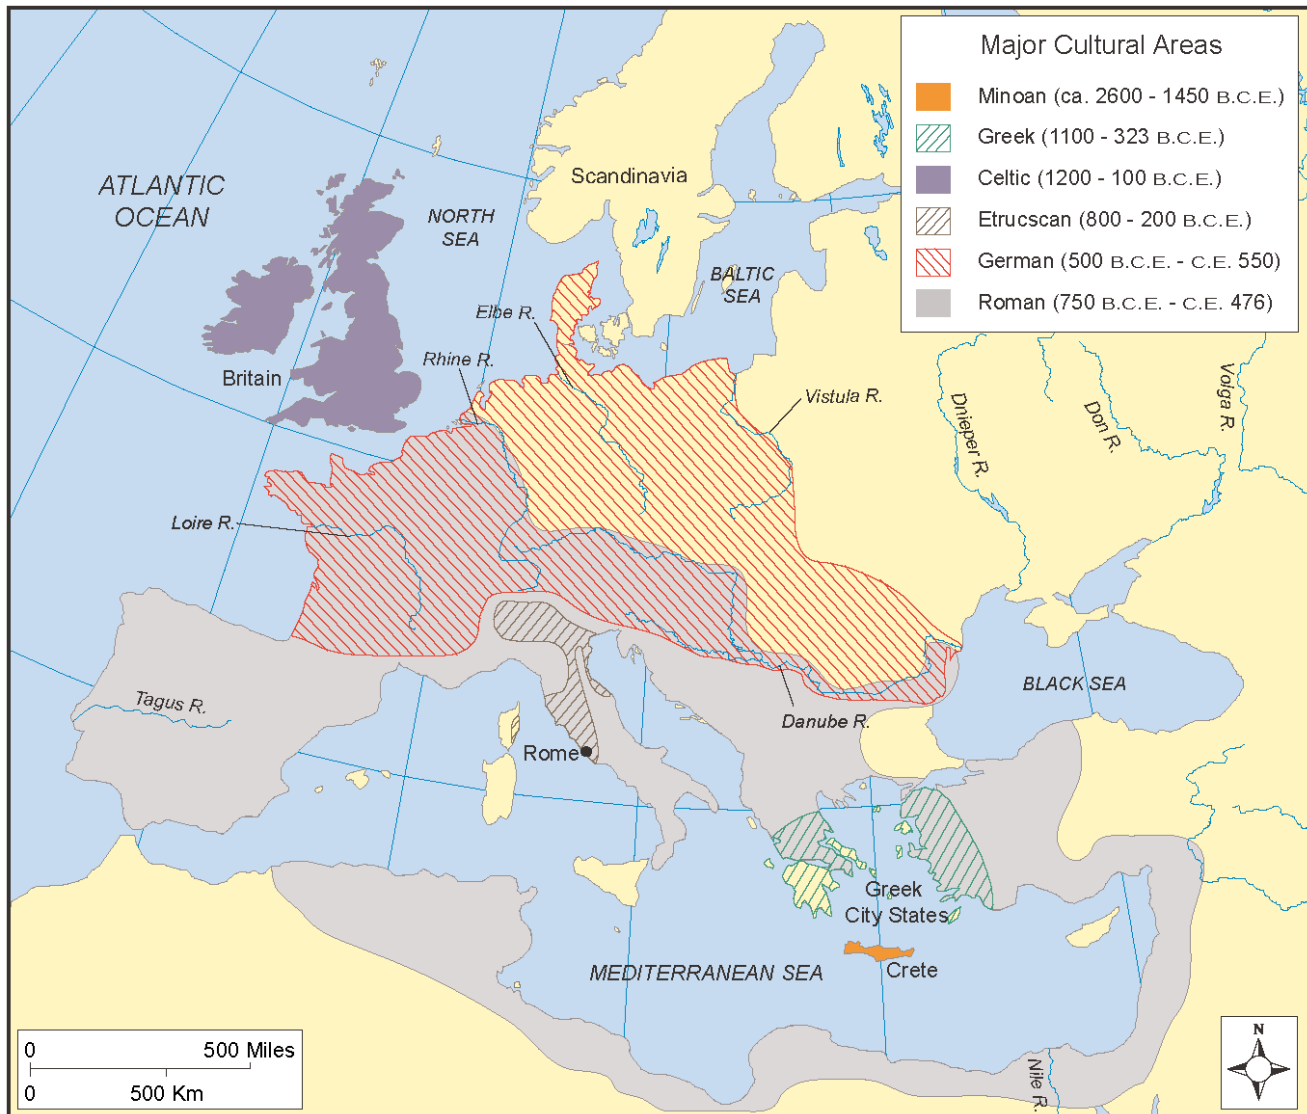 Major Cultural Areas
Minoan (ca. 2600 - 1450 B.C.E.)
Greek (1100 - 323 B.C.E.)
Celtic (1200 - 100 B.C.E.)
Etrucscan (800 - 200 B.C.E.)
German (500 B.C.E. - C.E. 550)
Roman (750 B.C.E. - C.E. 476)
ATLANTIC
OCEAN
NORTH
SEA
Scandinavia
BALTIC
SEA
Elbe R.
Rhine R.
Britain
Vistula R.
Dnieper R.
Don R.
Volga R.
Loire R.
Tagus R.
Danube R.
BLACK SEA
Rome
Greek
City States
Crete
MEDITERRANEAN SEA
Nile R.
0
500 Miles
0
500 Km
N